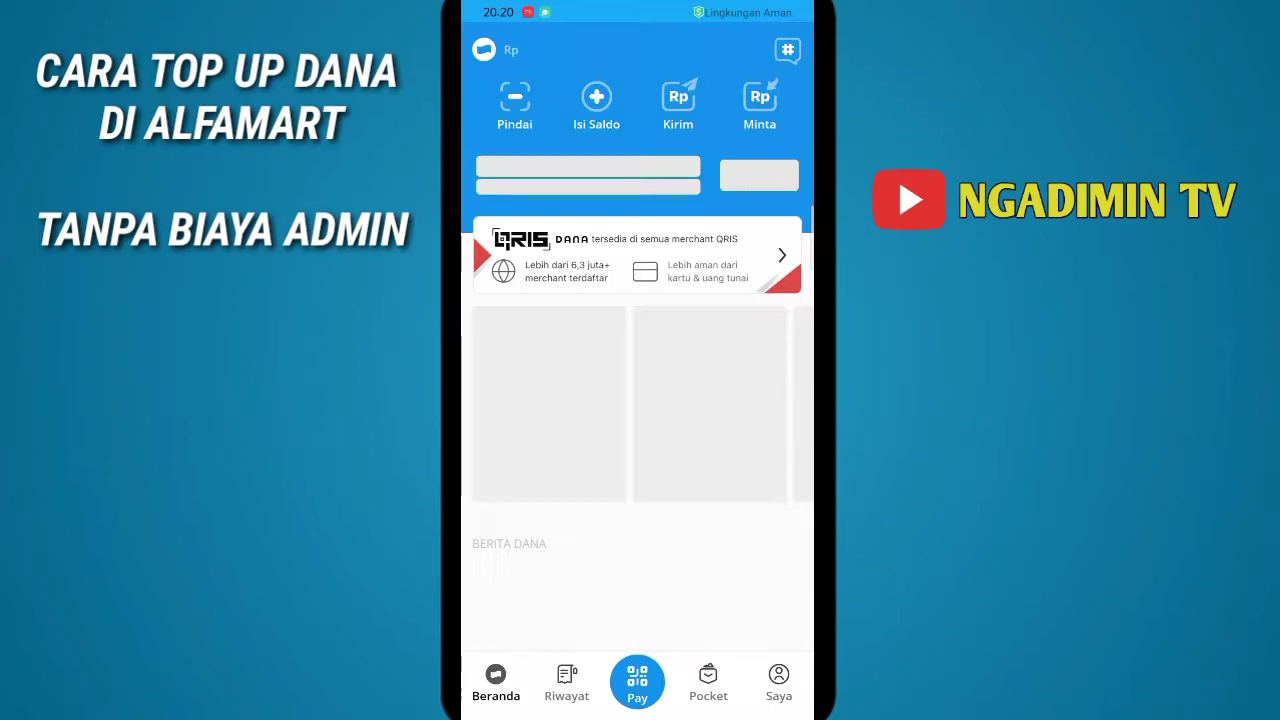 CARA TOP UP DANA
DI ALFAMART
TANPA BIAYA ADMIN
20.20
Lingkungan Aman
Rp
Rp
Rp
Pindai
Isi Saldo
Kirim
Minta
QRIS DANA tersedia di semua merchant QRIS
Lebih dari 6,3 juta+
merchant terdaftar
Lebih aman dari
kartu & uang tunai
BERITA DANA
Beranda
Riwayat
Pay
Pocket
Saya
NGADIMIN TV